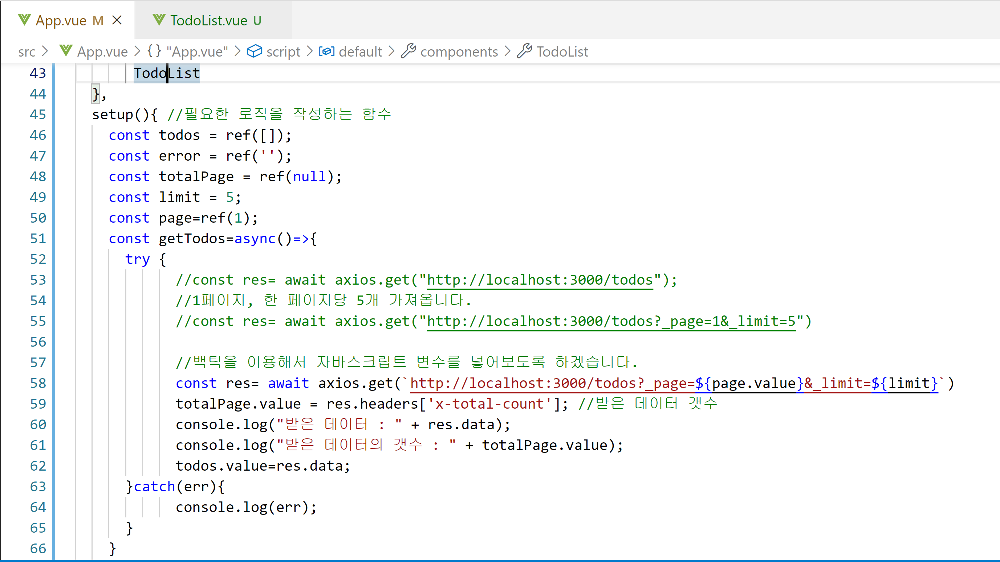 App.vue M
TodoList.vue U
src > App.vue > {} "App.vue" > script > default > components > TodoList
43 TodoList
44 },
45 setup(){ //필요한 로직을 작성하는 함수
46 const todos = ref([]);
47 const error = ref('');
48 const totalPage = ref(null);
49 const limit = 5;
50 const page=ref(1);
51 const getTodos=async()=>{
52 try {
53 //const res= await axios.get("http://localhost:3000/todos");
54 //1페이지, 한 페이지당 5개 가져옵니다.
55 //const res= await axios.get("http://localhost:3000/todos?_page=1&_limit=5")
56
57 //백틱을 이용해서 자바스크립트 변수를 넣어보도록 하겠습니다.
58 const res= await axios.get(`http://localhost:3000/todos?_page=${page.value}&_limit=${limit}`)
59 totalPage.value = res.headers['x-total-count']; //받은 데이터 갯수
60 console.log("받은 데이터 : " + res.data);
61 console.log("받은 데이터의 갯수 : " + totalPage.value);
62 todos.value=res.data;
63 }catch(err){
64 console.log(err);
65 }
66 }